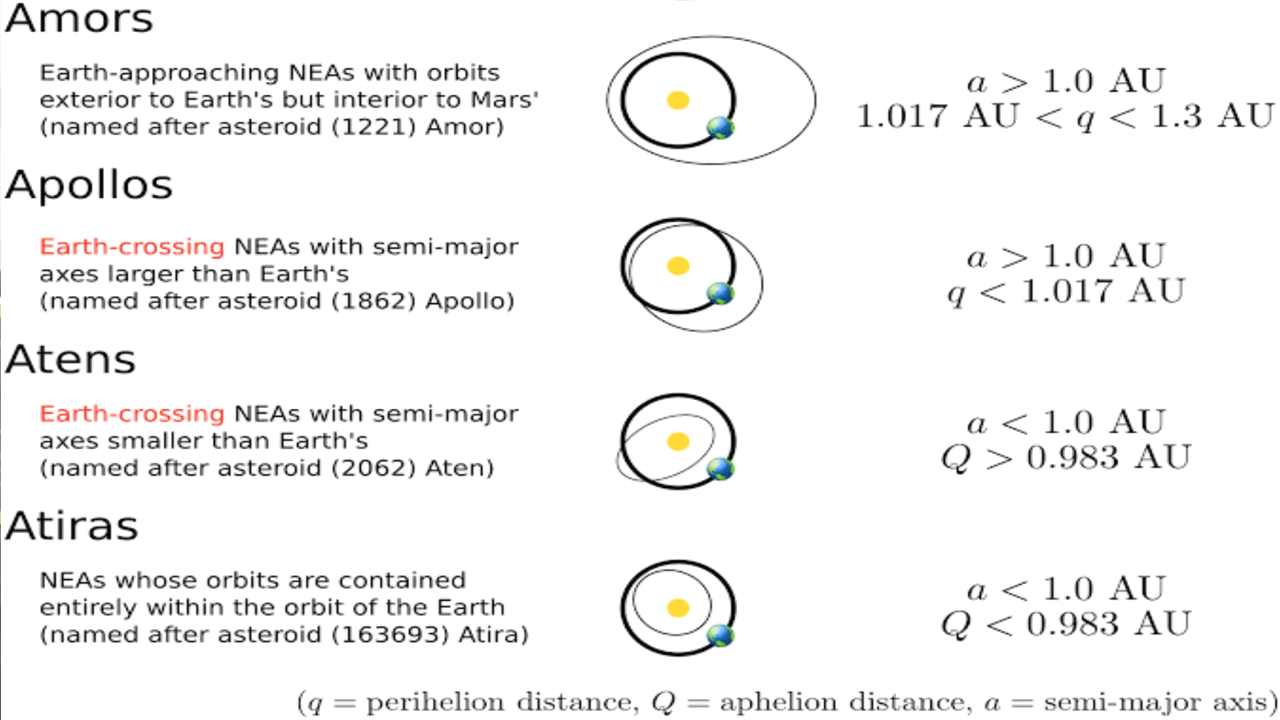 Amors
Earth-approaching NEAs with orbits
exterior to Earth's but interior to Mars'
(named after asteroid (1221) Amor)
a > 1.0 AU
1.017 AU < q < 1.3 AU
Apollos
Earth-crossing NEAs with semi-major
axes larger than Earth's
(named after asteroid (1862) Apollo)
a > 1.0 AU
q < 1.017 AU
Atens
Earth-crossing NEAs with semi-major
axes smaller than Earth's
(named after asteroid (2062) Aten)
a < 1.0 AU
Q > 0.983 AU
Atiras
NEAs whose orbits are contained
entirely within the orbit of the Earth
(named after asteroid (163693) Atira)
a < 1.0 AU
Q < 0.983 AU
(q = perihelion distance, Q = aphelion distance, a = semi-major axis)